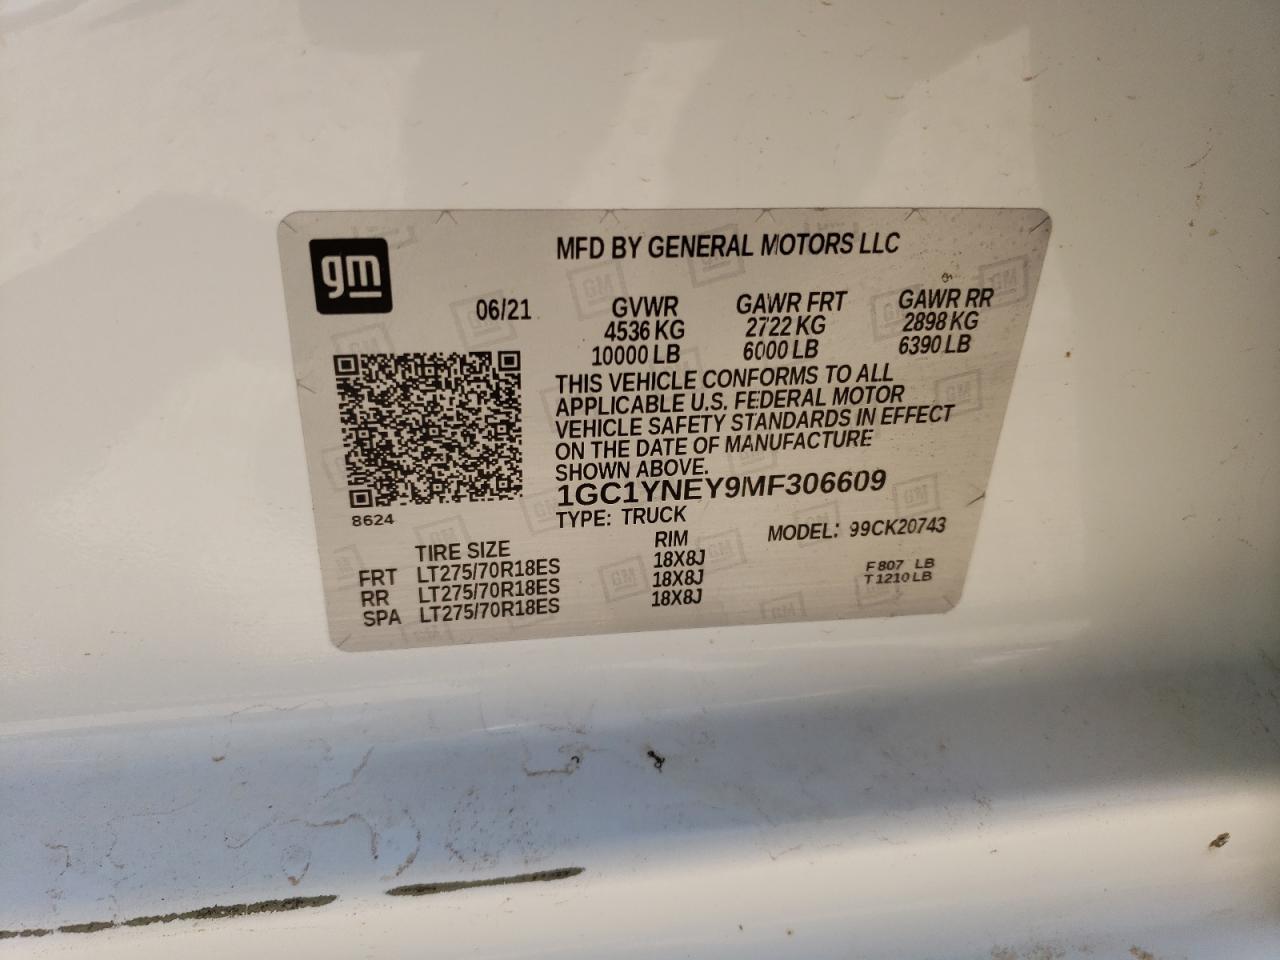 gm
MFD BY GENERAL MOTORS LLC
06/21 GVWR GAWR FRT GAWR RR
4536 KG 2722 KG 2898 KG
10000 LB 6000 LB 6390 LB
THIS VEHICLE CONFORMS TO ALL
APPLICABLE U.S. FEDERAL MOTOR
VEHICLE SAFETY STANDARDS IN EFFECT
ON THE DATE OF MANUFACTURE
SHOWN ABOVE.
1GC1YNEY9MF306609
8624
TYPE: TRUCK MODEL: 99CK20743
TIRE SIZE RIM
FRT LT275/70R18ES 18X8J
RR LT275/70R18ES 18X8J
SPA LT275/70R18ES 18X8J
F 807 LB
T 1210 LB